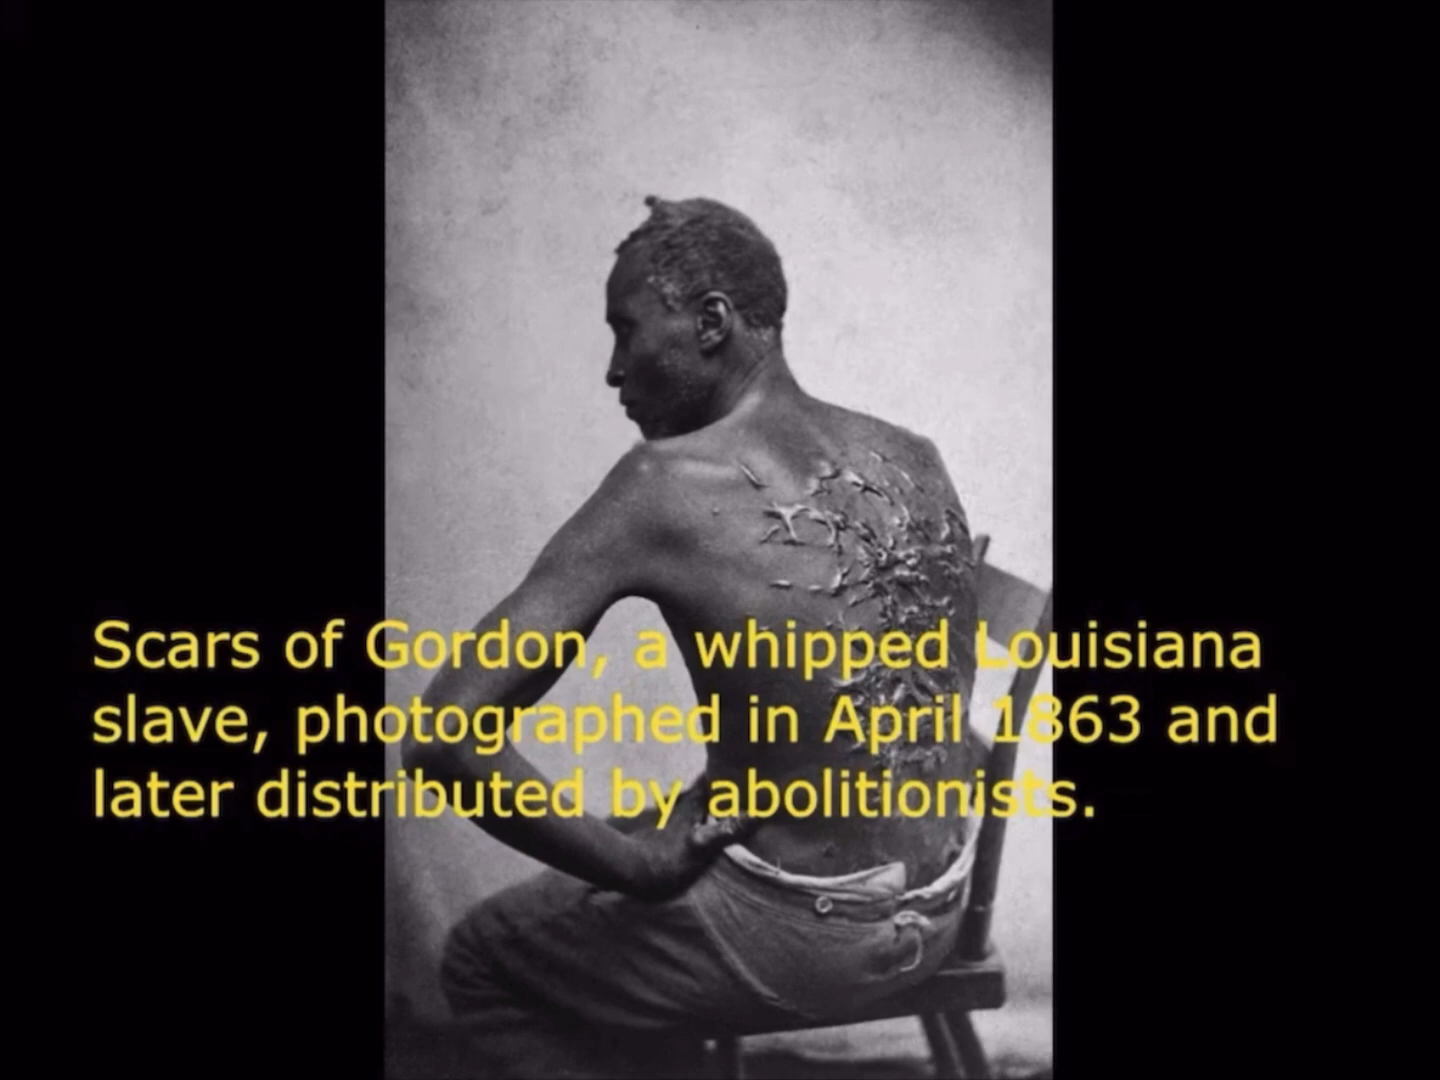 Scars of Gordon, a whipped Louisiana
slave, photographed in April 1863 and
later distributed by abolitionists.